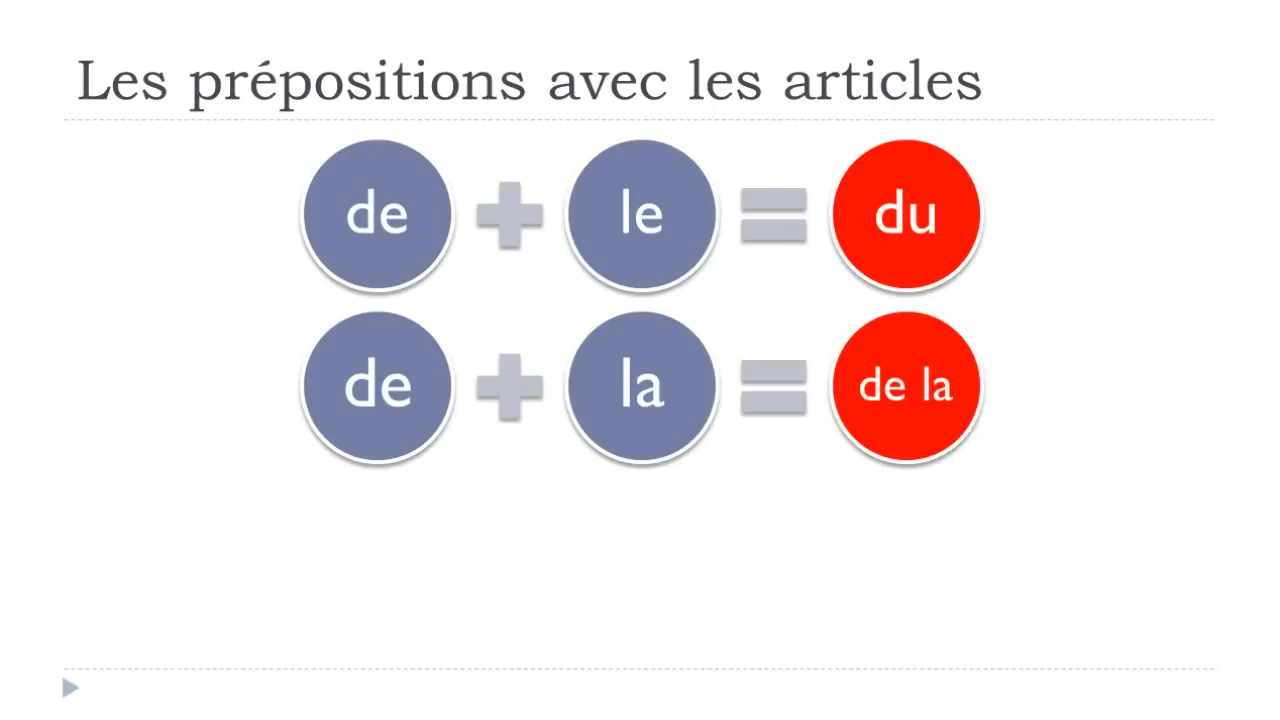 Les prépositions avec les articles
de + le = du
de + la = de la